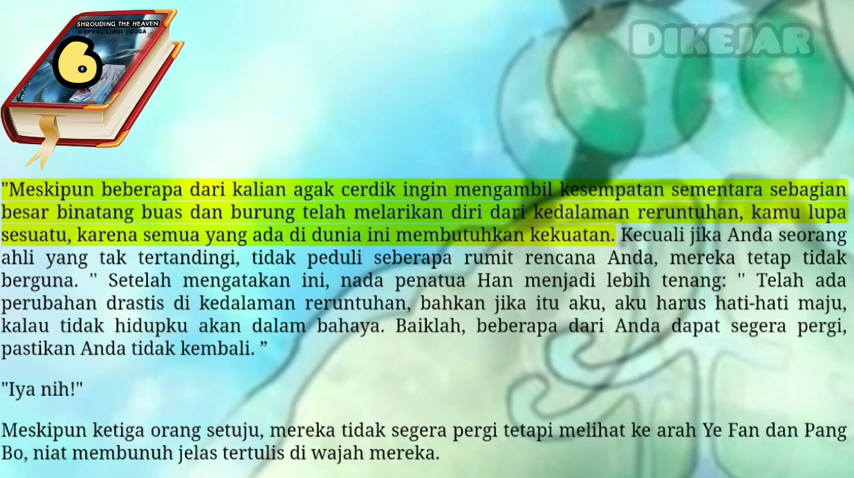 SHROUDING THE HEAVEN
6
DIKEJAR
"Meskipun beberapa dari kalian agak cerdik ingin mengambil kesempatan sementara sebagian
besar binatang buas dan burung telah melarikan diri dari kedalaman reruntuhan, kamu lupa
sesuatu, karena semua yang ada di dunia ini membutuhkan kekuatan. Kecuali jika Anda seorang
ahli yang tak tertandingi, tidak peduli seberapa rumit rencana Anda, mereka tetap tidak
berguna. " Setelah mengatakan ini, nada penatua Han menjadi lebih tenang: " Telah ada
perubahan drastis di kedalaman reruntuhan, bahkan jika itu aku, aku harus hati-hati maju,
kalau tidak hidupku akan dalam bahaya. Baiklah, beberapa dari Anda dapat segera pergi,
pastikan Anda tidak kembali. ”
"Iya nih!"
Meskipun ketiga orang setuju, mereka tidak segera pergi tetapi melihat ke arah Ye Fan dan Pang
Bo, niat membunuh jelas tertulis di wajah mereka.